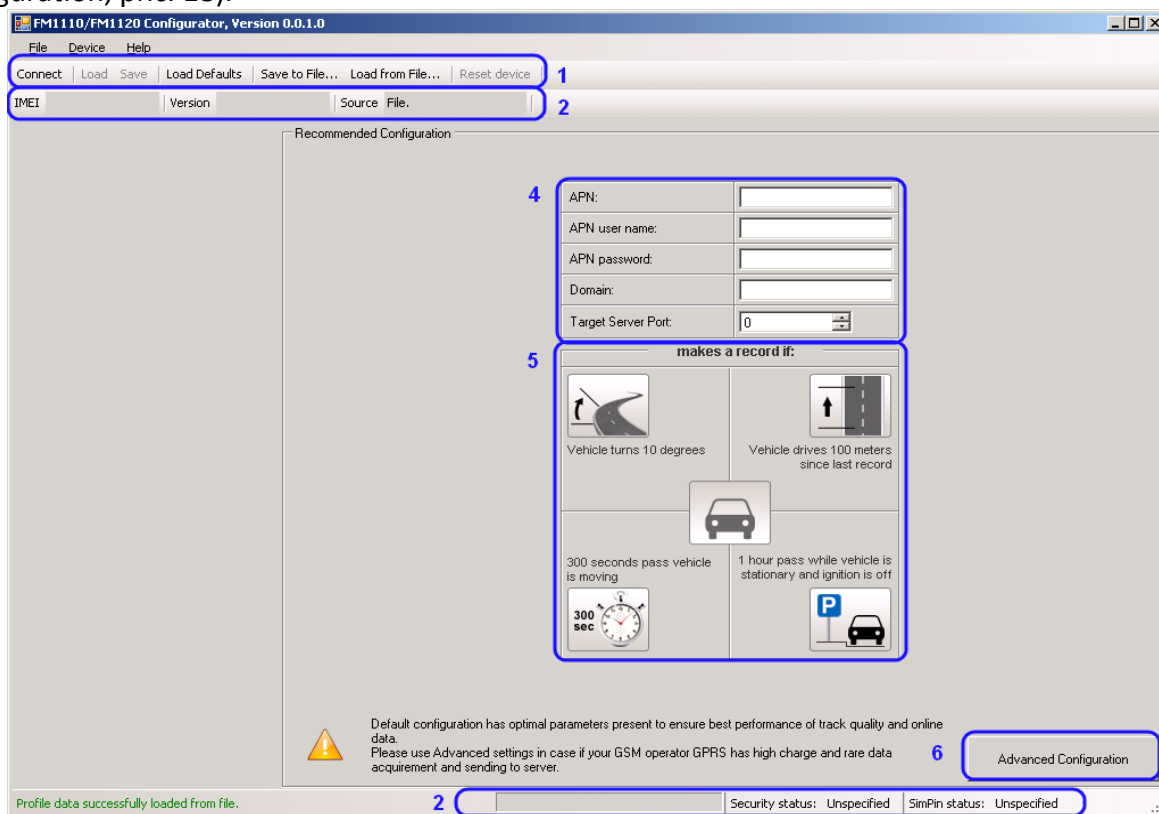 FM1110/FM1120 Configurator, Version 0.0.1.0
File Device Help
Connect Load Save Load Defaults Save to File... Load from File... Reset device 1
IMEI Version Source File. 2
Recommended Configuration
4
APN:
APN user name:
APN password:
Domain:
Target Server Port: 0
5
makes a record if:
Vehicle turns 10 degrees
Vehicle drives 100 meters
since last record
300 seconds pass vehicle
is moving
1 hour pass while vehicle is
stationary and ignition is off
300
sec
P
Default configuration has optimal parameters present to ensure best performance of track quality and online
data.
Please use Advanced settings in case if your GSM operator GPRS has high charge and rare data
acquirement and sending to server.
6 Advanced Configuration
Profile data successfully loaded from file. 2 Security status: Unspecified SimPin status: Unspecified